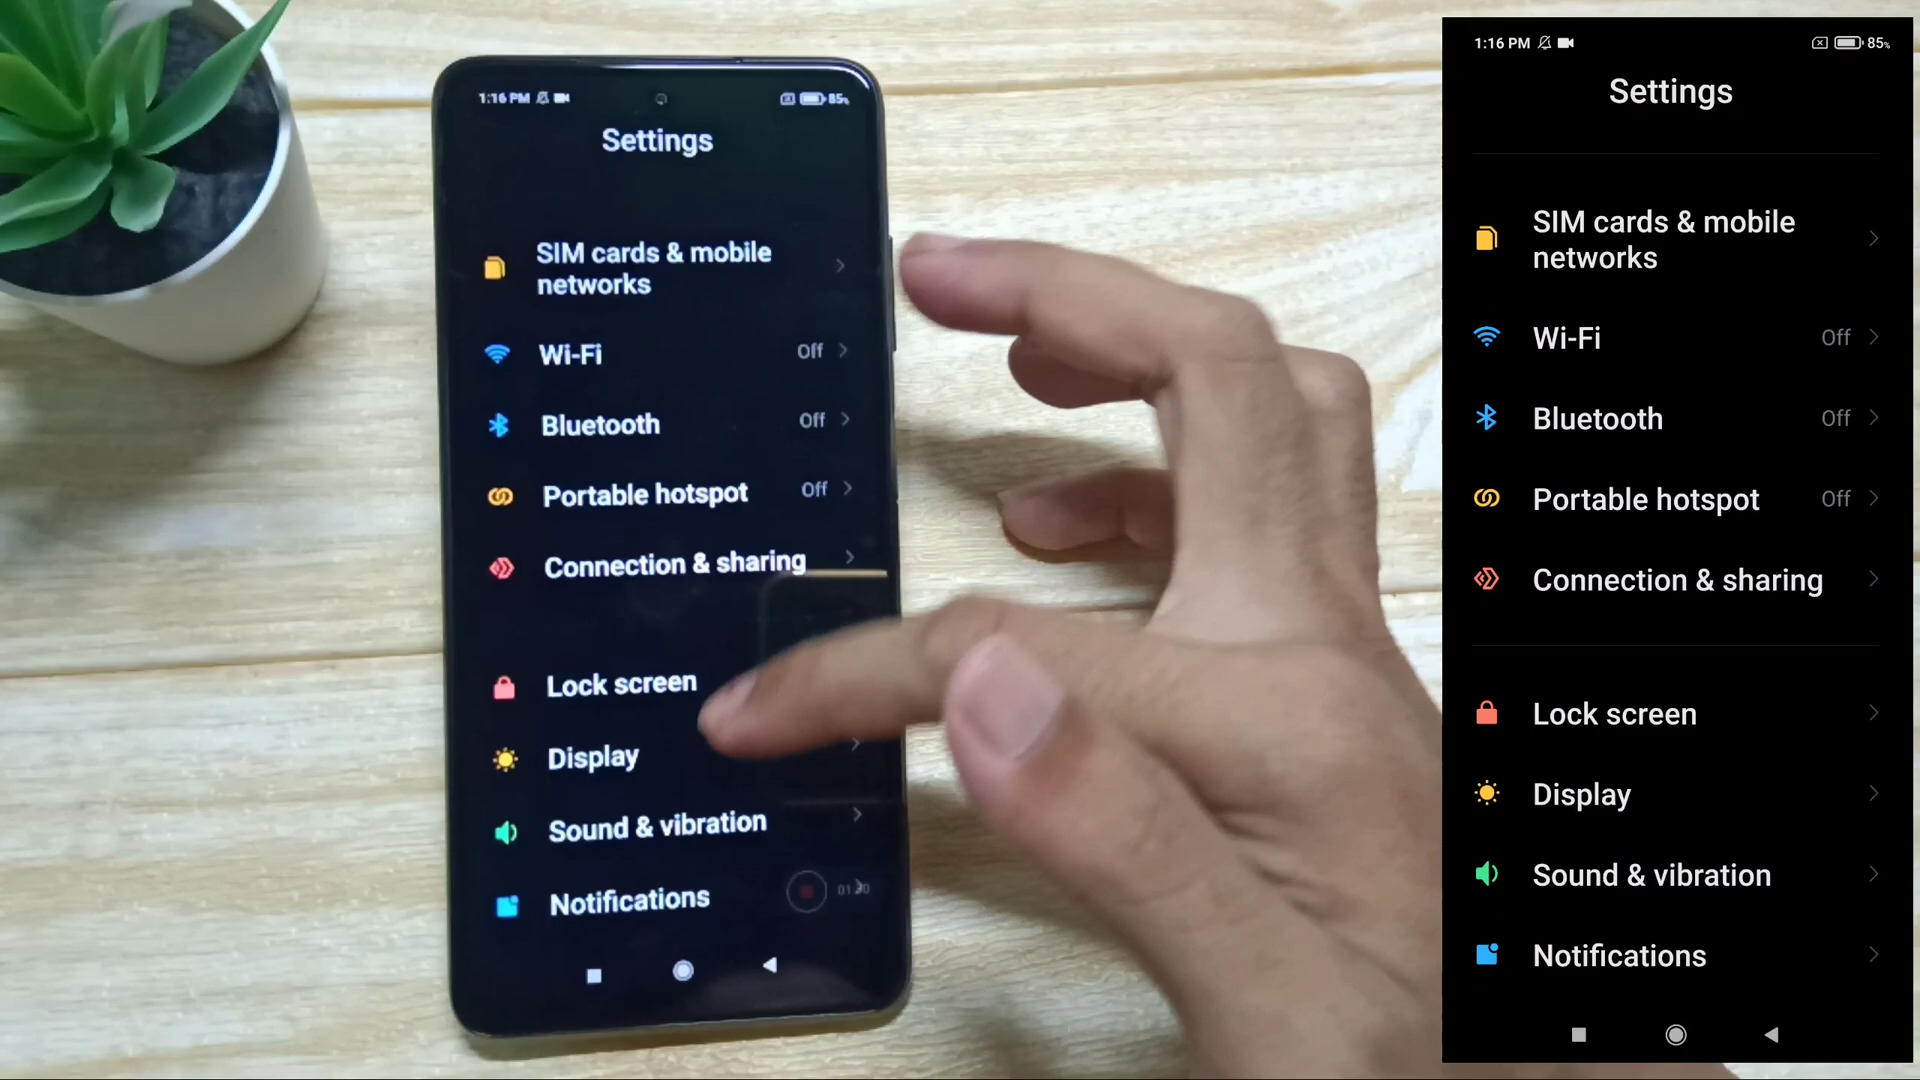 1:16 PM
85%
Settings
SIM cards & mobile
networks
Wi-Fi
Off
Bluetooth
Off
Portable hotspot
Off
Connection & sharing
Lock screen
Display
Sound & vibration
Notifications
1:16 PM
85%
Settings
SIM cards & mobile
networks
Wi-Fi
Off
Bluetooth
Off
Portable hotspot
Off
Connection & sharing
Lock screen
Display
Sound & vibration
Notifications